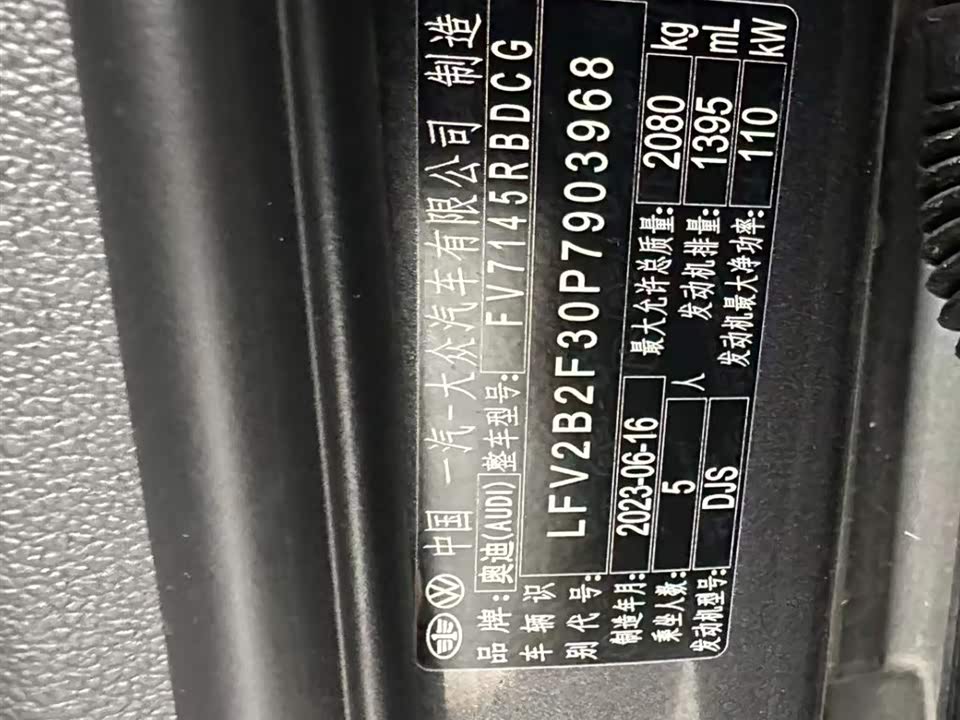 中国 一汽-大众汽车有限公司 制造
品牌: 奥迪(AUDI) 整车型号: FV7145RBDCG
车辆识别代号: LFV2B2F30P7903968
制造年月: 2023-06-16 最大允许总质量: 2080 kg
乘坐人数: 5 人 发动机排量: 1395 mL
发动机型号: DJS 发动机最大净功率: 110 kW